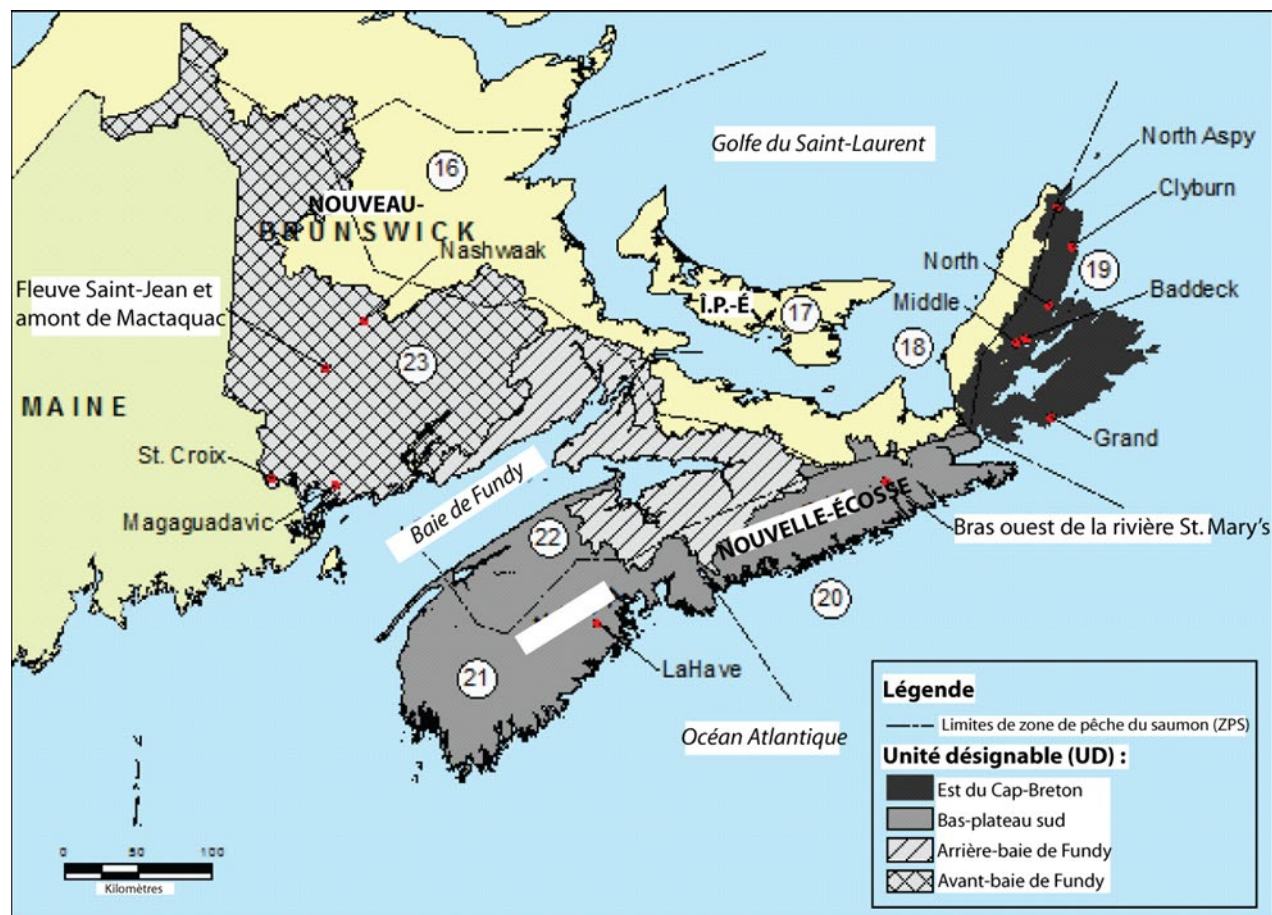 North Aspy
Golfe du Saint-Laurent
16
Clyburn
NOUVEAU-
BRUNSWICK
Nashwaak
North
19
Fleuve Saint-Jean et
amont de Mactaquac
Middle
Baddeck
Î.P.-É.
17
18
23
MAINE
Grand
St. Croix
Baie de Fundy
NOUVELLE-ÉCOSSE
Magaguadavic
22
Bras ouest de la rivière St. Mary's
20
LaHave
21
Océan Atlantique
Légende
Limites de zone de pêche du saumon (ZPS)
Unité désignable (UD) :
Est du Cap-Breton
Bas-plateau sud
Arrière-baie de Fundy
Avant-baie de Fundy
0 50 100
Kilomètres